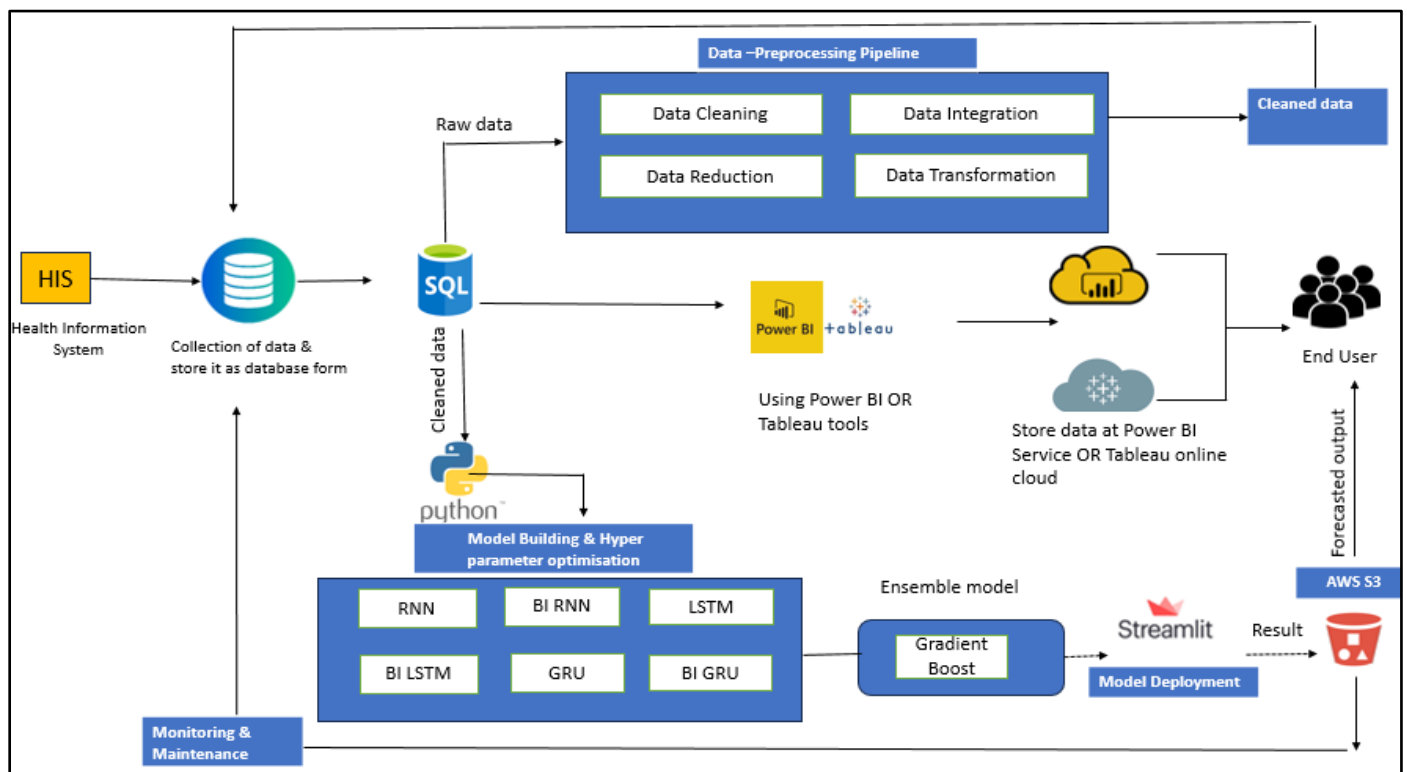 Data –Preprocessing Pipeline
Raw data
Data Cleaning
Data Integration
Data Reduction
Data Transformation
Cleaned data
HIS
Health Information
System
Collection of data &
store it as database form
SQL
Power BI
+ableau
Using Power BI OR
Tableau tools
Store data at Power BI
Service OR Tableau online
cloud
End User
Cleaned data
python™
Model Building & Hyper
parameter optimisation
RNN
BI RNN
LSTM
BI LSTM
GRU
BI GRU
Ensemble model
Gradient
Boost
Streamlit
Model Deployment
Result
AWS S3
Forecasted output
Monitoring &
Maintenance